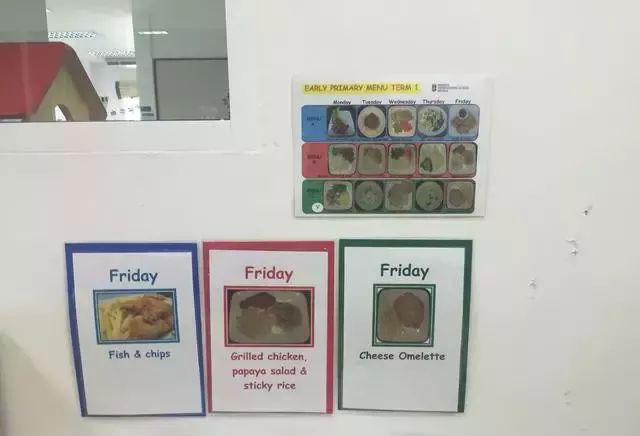 EARLY PRIMARY MENU TERM 1
Monday Tuesday Wednesday Thursday Friday
MENU
MENU
MENU
Friday
Fish & chips
Friday
Grilled chicken,
papaya salad &
sticky rice
Friday
Cheese Omelette